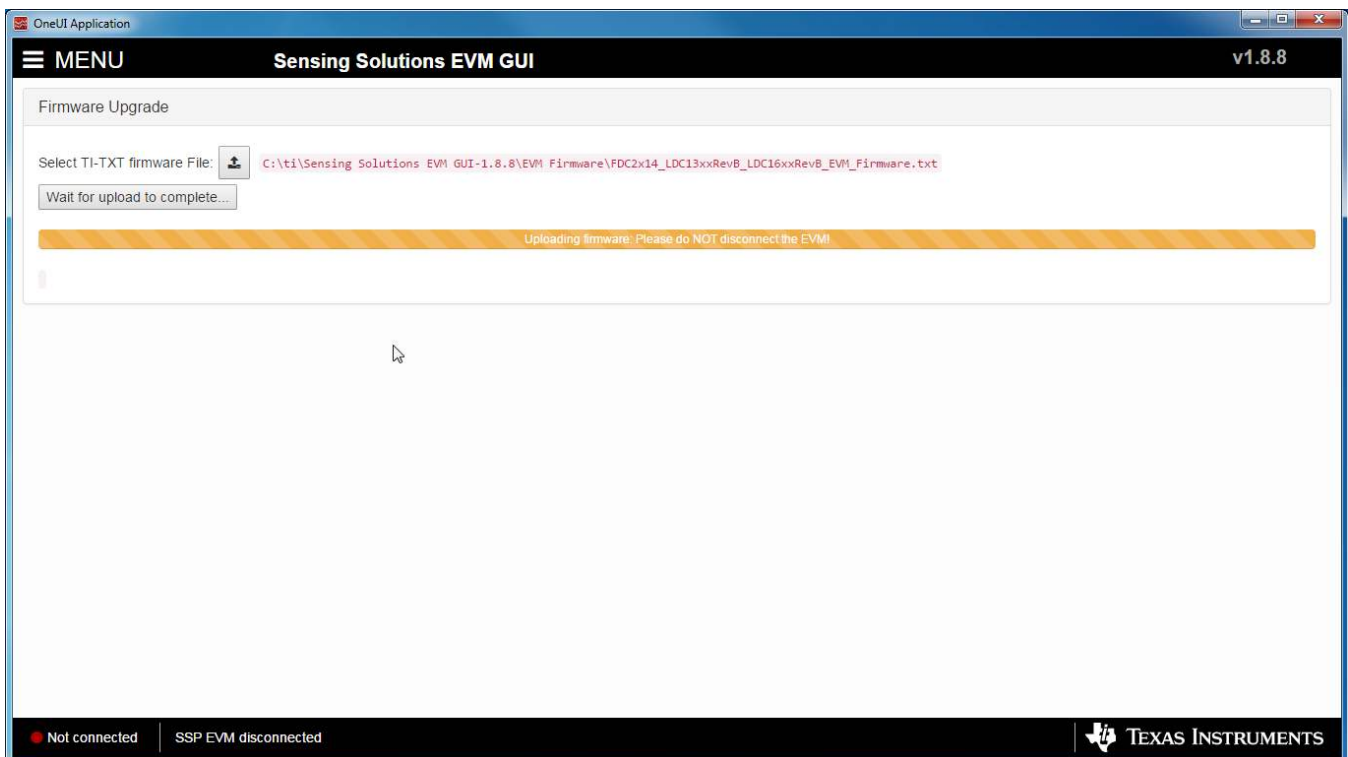 OneUI Application
MENU
Sensing Solutions EVM GUI
v1.8.8
Firmware Upgrade
Select TI-TXT firmware File: C:\ti\Sensing Solutions EVM GUI-1.8.8\EVM Firmware\FDC2x14_LDC13xxRevB_LDC16xxRevB_EVM_Firmware.txt
Wait for upload to complete...
Uploading firmware: Please do NOT disconnect the EVM!
Not connected
SSP EVM disconnected
TEXAS INSTRUMENTS